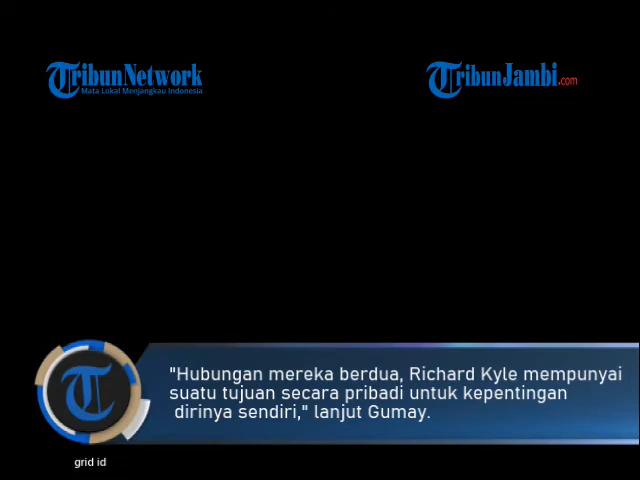 TribunNetwork
Mata Lokal Menjangkau Indonesia
TribunJambi.com
"Hubungan mereka berdua, Richard Kyle mempunyai
suatu tujuan secara pribadi untuk kepentingan
dirinya sendiri," lanjut Gumay.
T
grid id